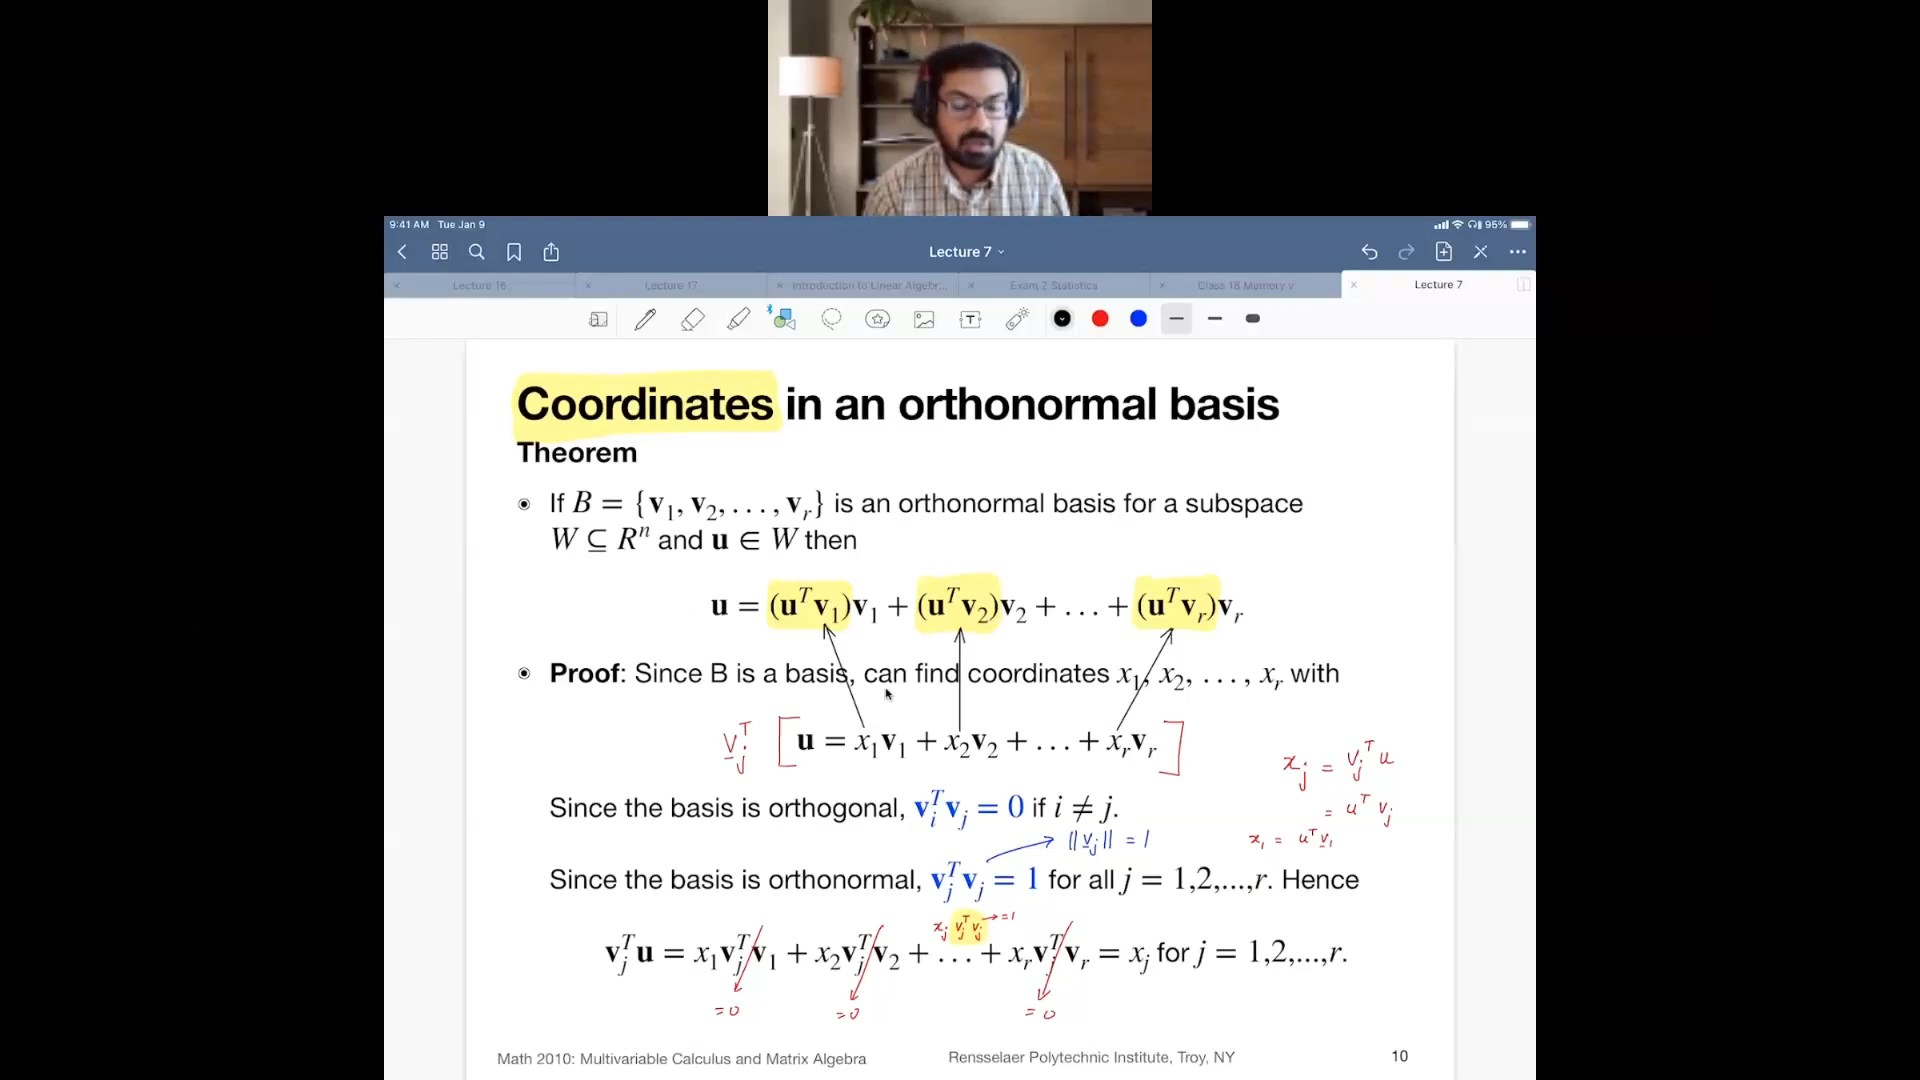 9:41 AM Tue Jan 9
95%
Lecture 7
Lecture 16
Lecture 17
Introduction to Linear Algebr...
Exam 2 Statistics
Class 18 Memory v
Lecture 7
Coordinates in an orthonormal basis
Theorem
If B = {v₁, v₂, . . . , vᵣ} is an orthonormal basis for a subspace
W ⊆ Rⁿ and u ∈ W then
u = (uᵀv₁)v₁ + (uᵀv₂)v₂ + . . . + (uᵀvᵣ)vᵣ
Proof: Since B is a basis, can find coordinates x₁, x₂, . . . , xᵣ with
vⱼᵀ [u = x₁v₁ + x₂v₂ + . . . + xᵣvᵣ]
xⱼ = vⱼᵀ u
= uᵀ vⱼ
x₁ = uᵀ v₁
Since the basis is orthogonal, vᵢᵀvⱼ = 0 if i ≠ j.
||vⱼ|| = 1
Since the basis is orthonormal, vⱼᵀvⱼ = 1 for all j = 1,2,...,r. Hence
xⱼ vⱼᵀ vⱼ → =1
vⱼᵀu = x₁vⱼᵀv₁ + x₂vⱼᵀv₂ + . . . + xᵣvⱼᵀvᵣ = xⱼ for j = 1,2,...,r.
=0 =0 =0
Math 2010: Multivariable Calculus and Matrix Algebra
Rensselaer Polytechnic Institute, Troy, NY
10